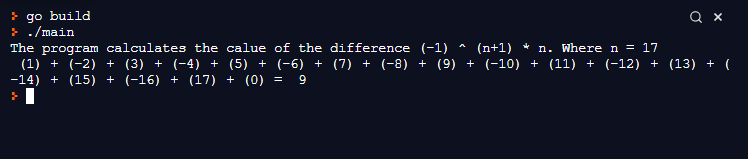 go build
./main
The program calculates the calue of the difference (-1) ^ (n+1) * n. Where n = 17
(1) + (-2) + (3) + (-4) + (5) + (-6) + (7) + (-8) + (9) + (-10) + (11) + (-12) + (13) + (
-14) + (15) + (-16) + (17) + (0) =  9